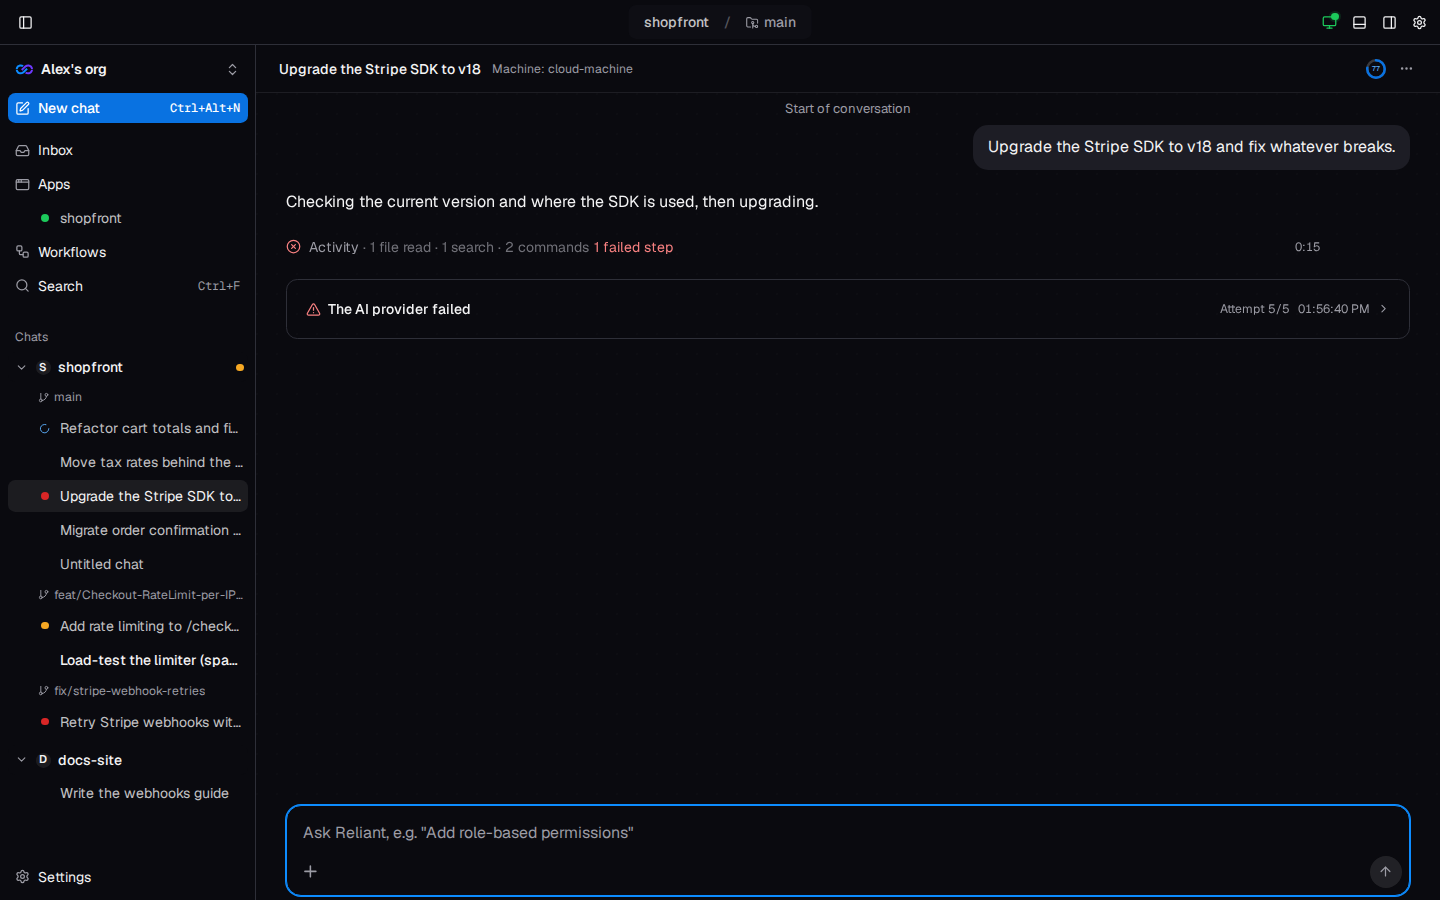 shopfront / main
Alex's org
Upgrade the Stripe SDK to v18 Machine: cloud-machine
77
New chat Ctrl+Alt+N
Inbox
Apps
shopfront
Workflows
Search Ctrl+F
Chats
S shopfront
main
Refactor cart totals and fi...
Move tax rates behind the ...
Upgrade the Stripe SDK to...
Migrate order confirmation ...
Untitled chat
feat/Checkout-RateLimit-per-IP...
Add rate limiting to /check...
Load-test the limiter (spa...
fix/stripe-webhook-retries
Retry Stripe webhooks wit...
D docs-site
Write the webhooks guide
Settings
Start of conversation
Upgrade the Stripe SDK to v18 and fix whatever breaks.
Checking the current version and where the SDK is used, then upgrading.
Activity · 1 file read · 1 search · 2 commands 1 failed step 0:15
The AI provider failed Attempt 5/5 01:56:40 PM
Ask Reliant, e.g. "Add role-based permissions"